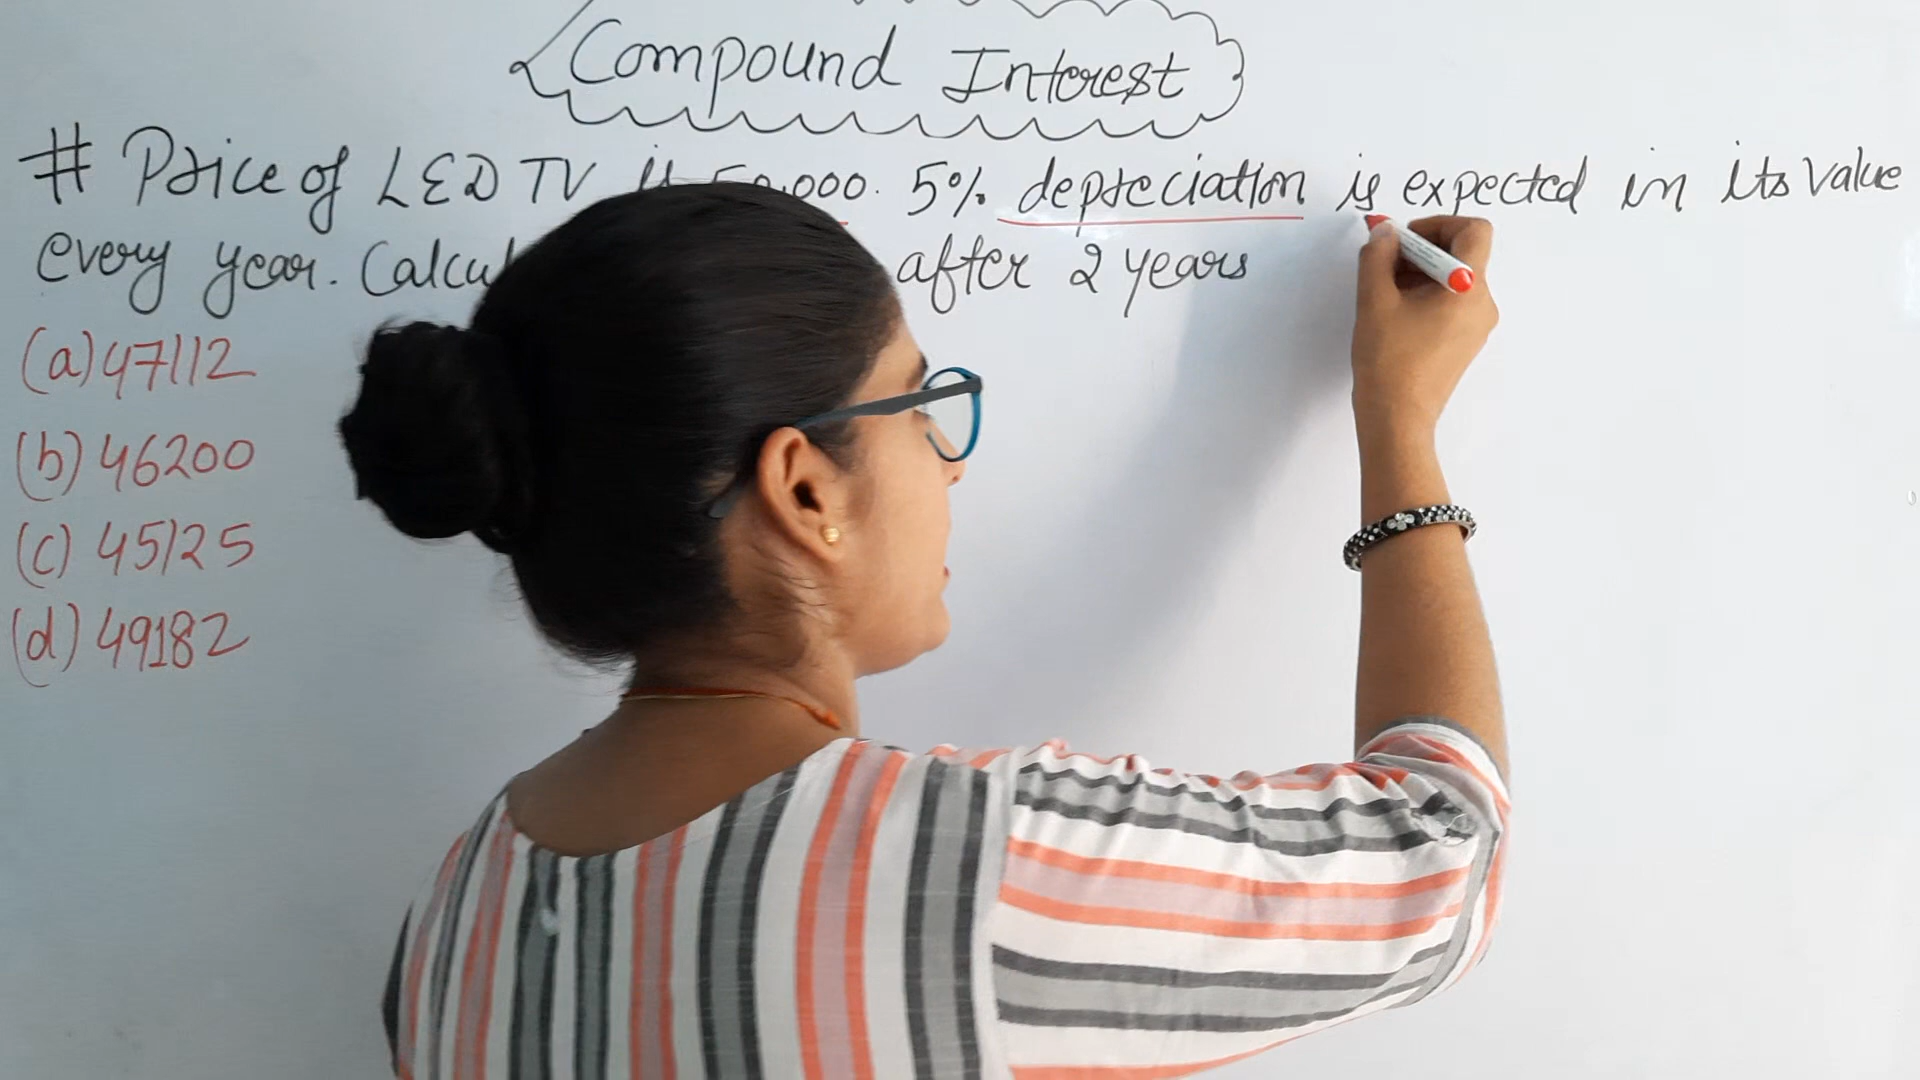 Compound Interest
# Price of LED TV is 50,000. 5% depreciation is expected in its value
every year. Calcul after 2 years
(a) 47112
(b) 46200
(c) 45125
(d) 49182